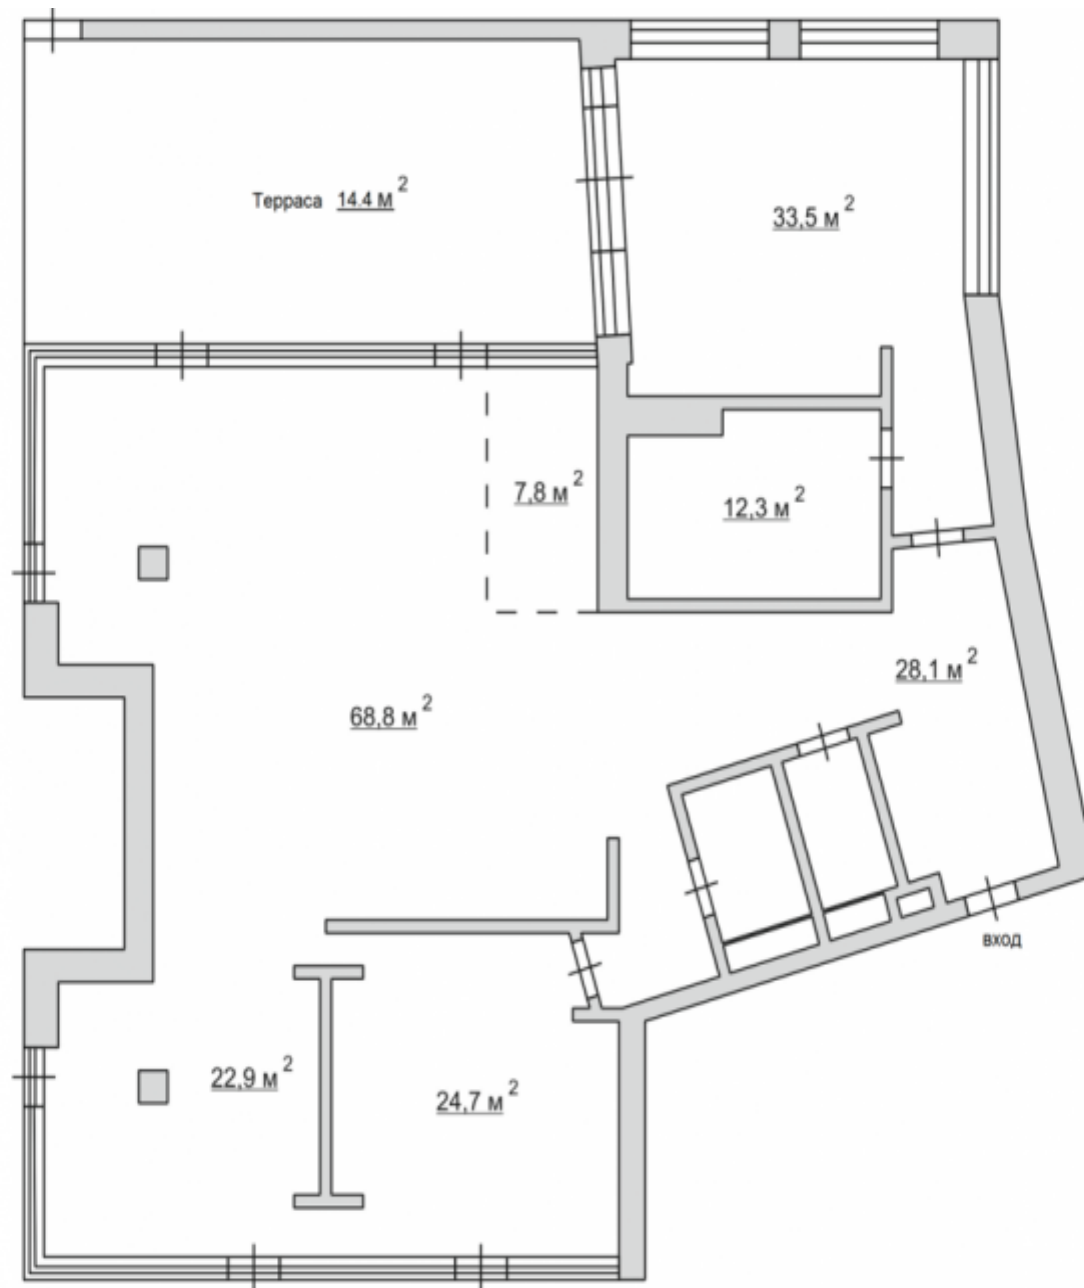 Терраса 14.4 м²
33,5 м²
7,8 м²
12,3 м²
28,1 м²
68,8 м²
вход
22,9 м²
24,7 м²